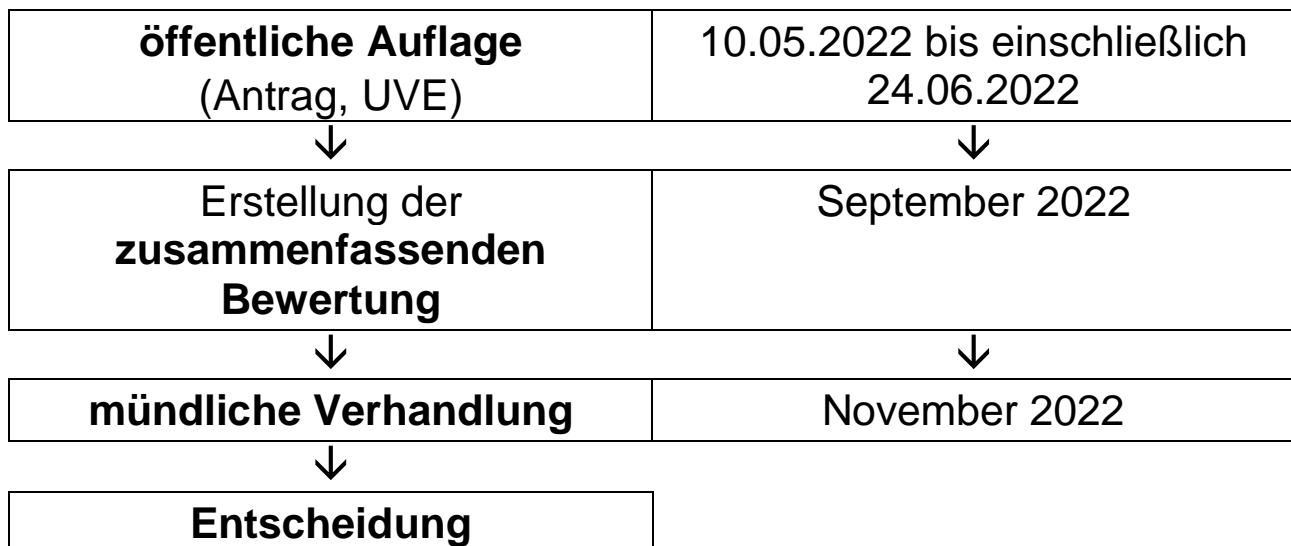 öffentliche Auflage
(Antrag, UVE)
10.05.2022 bis einschließlich
24.06.2022
Erstellung der
zusammenfassenden
Bewertung
September 2022
mündliche Verhandlung
November 2022
Entscheidung